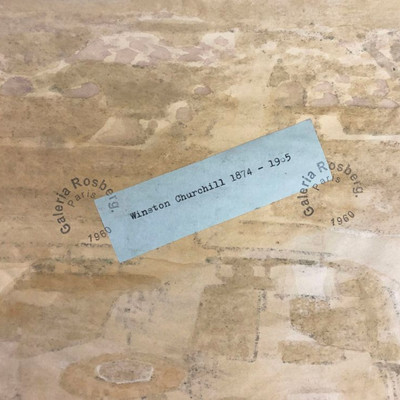 Galeria Rosberg.
Paris
1960
Winston Churchill 1874 - 1965
Galeria Rosberg.
Paris
1960